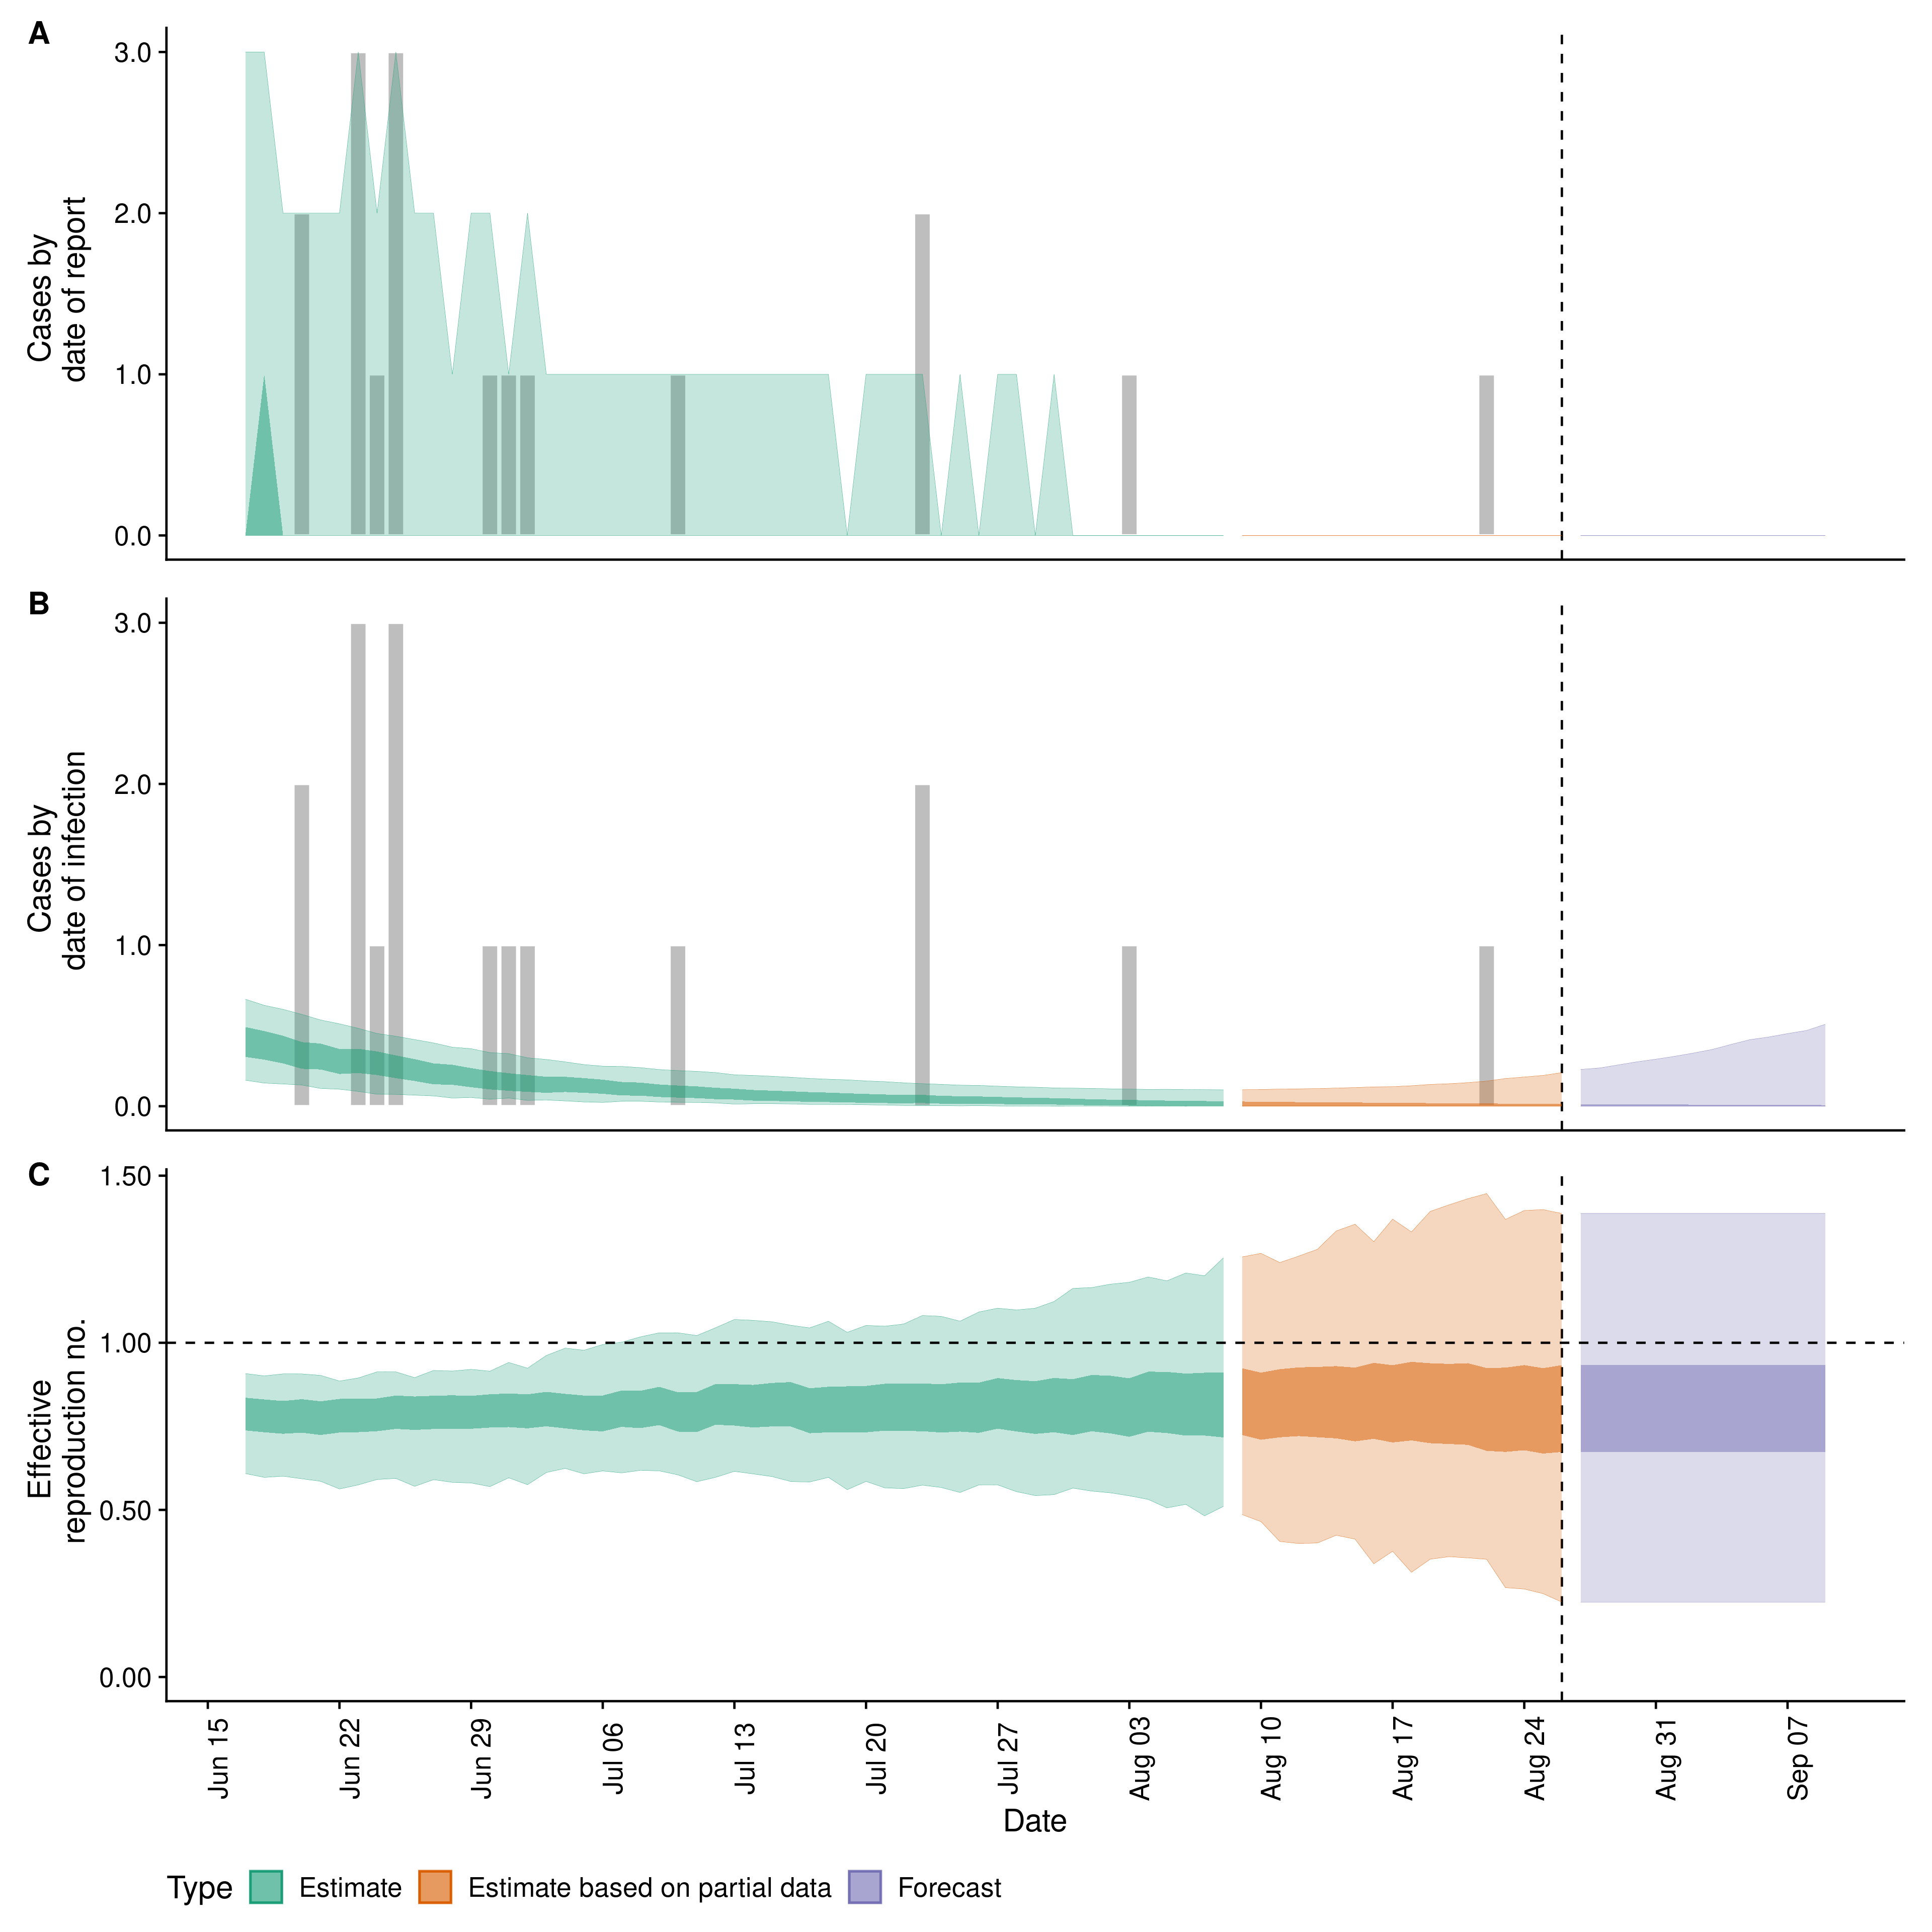 A
3.0
2.0
1.0
0.0
Cases by
date of report
B
3.0
2.0
1.0
0.0
Cases by
date of infection
C
1.50
1.00
0.50
0.00
Effective
reproduction no.
Jun 15
Jun 22
Jun 29
Jul 06
Jul 13
Jul 20
Jul 27
Aug 03
Aug 10
Aug 17
Aug 24
Aug 31
Sep 07
Date
Type Estimate Estimate based on partial data Forecast